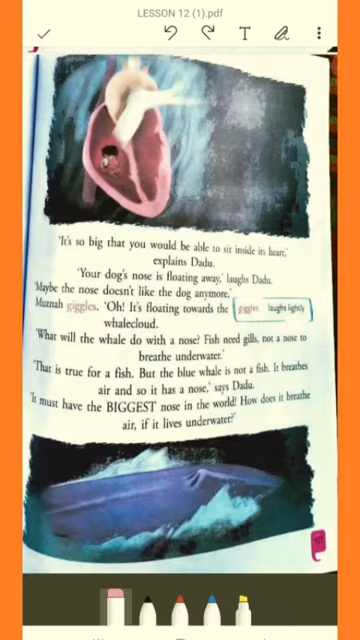 LESSON 12 (1).pdf
'It's so big that you would be able to sit inside its heart,'
explains Dadu.
'Your dog's nose is floating away,' laughs Dadu.
'Maybe the nose doesn't like the dog anymore,'
Muznah giggles. 'Oh! It's floating towards the
whalecloud.'
giggles laughs lightly
'What will the whale do with a nose? Fish need gills, not a nose to
breathe underwater.'
'That is true for a fish. But the blue whale is not a fish. It breathes
air and so it has a nose,' says Dadu.
'It must have the BIGGEST nose in the world! How does it breathe
air, if it lives underwater?'